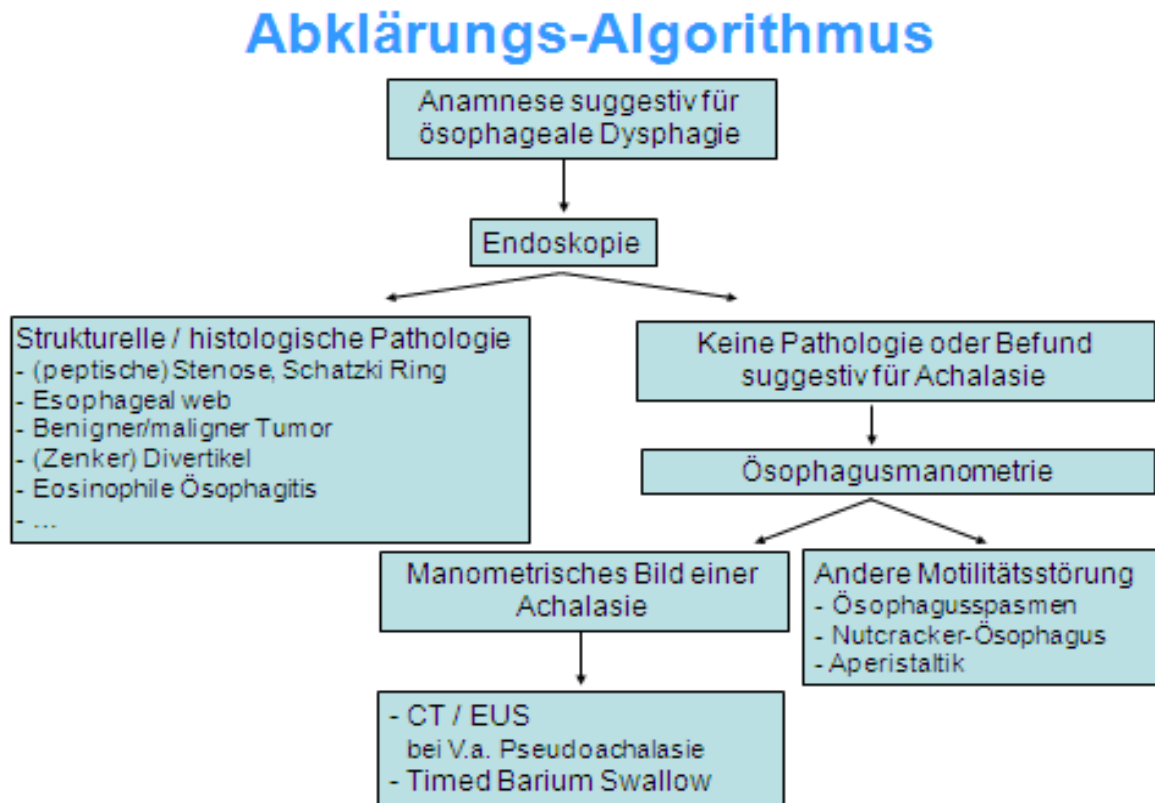 Abklärungs-Algorithmus
Anamnese suggestiv für
ösophageale Dysphagie
Endoskopie
Strukturelle / histologische Pathologie
- (peptische) Stenose, Schatzki Ring
- Esophageal web
- Benigner/maligner Tumor
- (Zenker) Divertikel
- Eosinophile Ösophagitis
- ...
Keine Pathologie oder Befund
suggestiv für Achalasie
Ösophagusmanometrie
Manometrisches Bild einer
Achalasie
Andere Motilitätsstörung
- Ösophagusspasmen
- Nutcracker-Ösophagus
- Aperistaltik
- CT / EUS
bei V.a. Pseudoachalasie
- Timed Barium Swallow